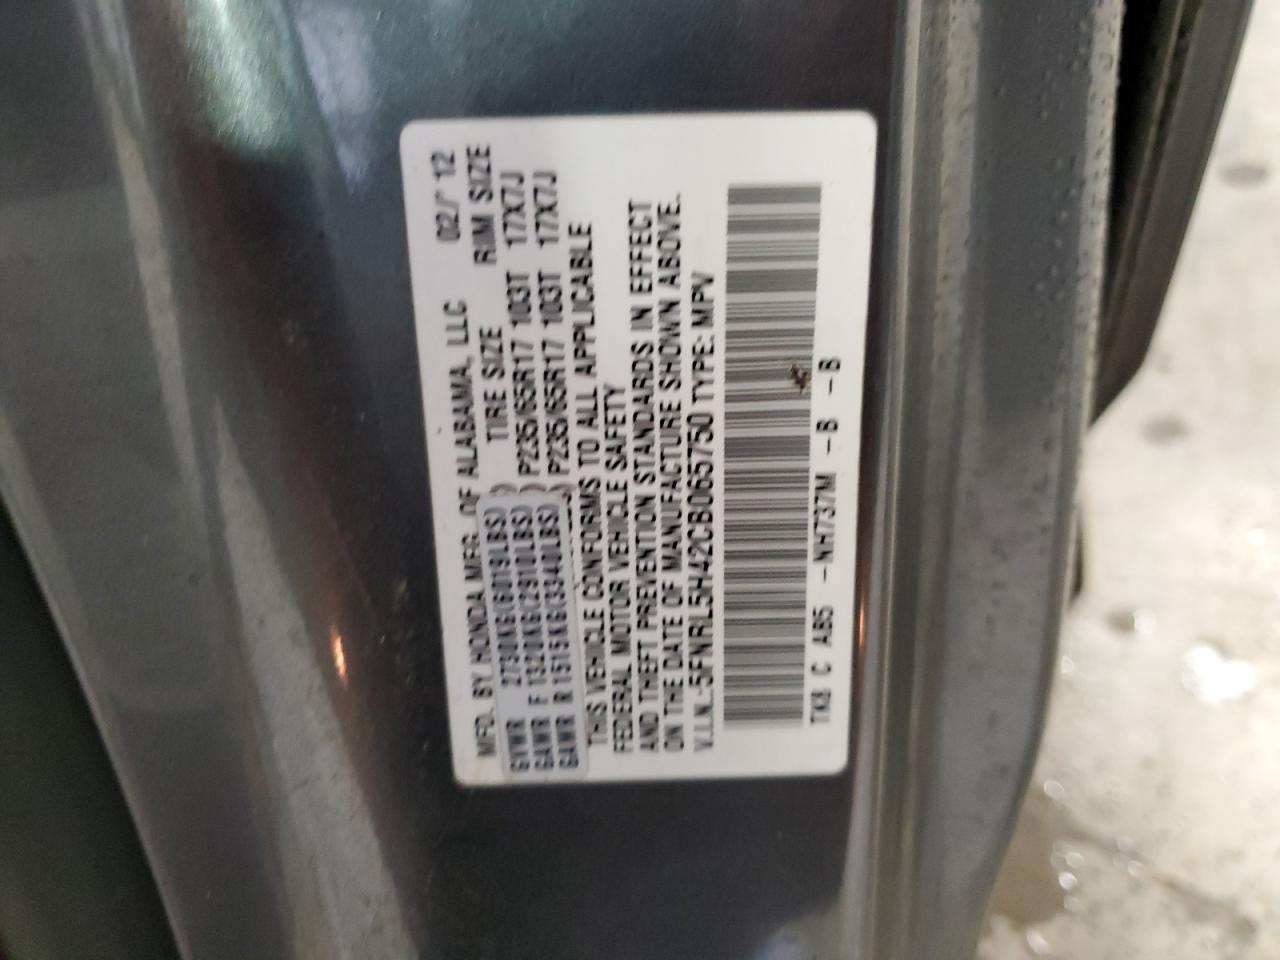 MFD. BY HONDA MFG. OF ALABAMA, LLC 02/ 12
TIRE SIZE RIM SIZE
GVWR 2730KG(6019LBS)
GAWR F 1320KG(2910LBS) P235/65R17 103T 17X7J
GAWR R 1515KG(3340LBS) P235/65R17 103T 17X7J
THIS VEHICLE CONFORMS TO ALL APPLICABLE
FEDERAL MOTOR VEHICLE SAFETY
AND THEFT PREVENTION STANDARDS IN EFFECT
ON THE DATE OF MANUFACTURE SHOWN ABOVE.
V.I.N.:5FNRL5H42CB065750 TYPE: MPV
TK8 C AB5 -NH737M -B -B